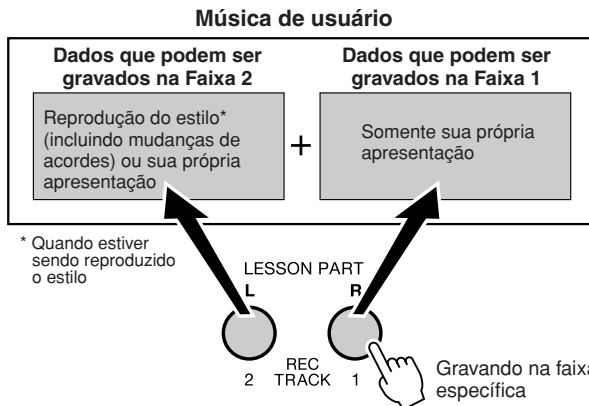 Música de usuário
Dados que podem ser
gravados na Faixa 2
Dados que podem ser
gravados na Faixa 1
Reprodução do estilo*
(incluindo mudanças de
acordes) ou sua própria
apresentação
+
Somente sua própria
apresentação
* Quando estiver
sendo reproduzido
o estilo
LESSON PART
L R
REC
2 TRACK 1
Gravando na faixa
específica